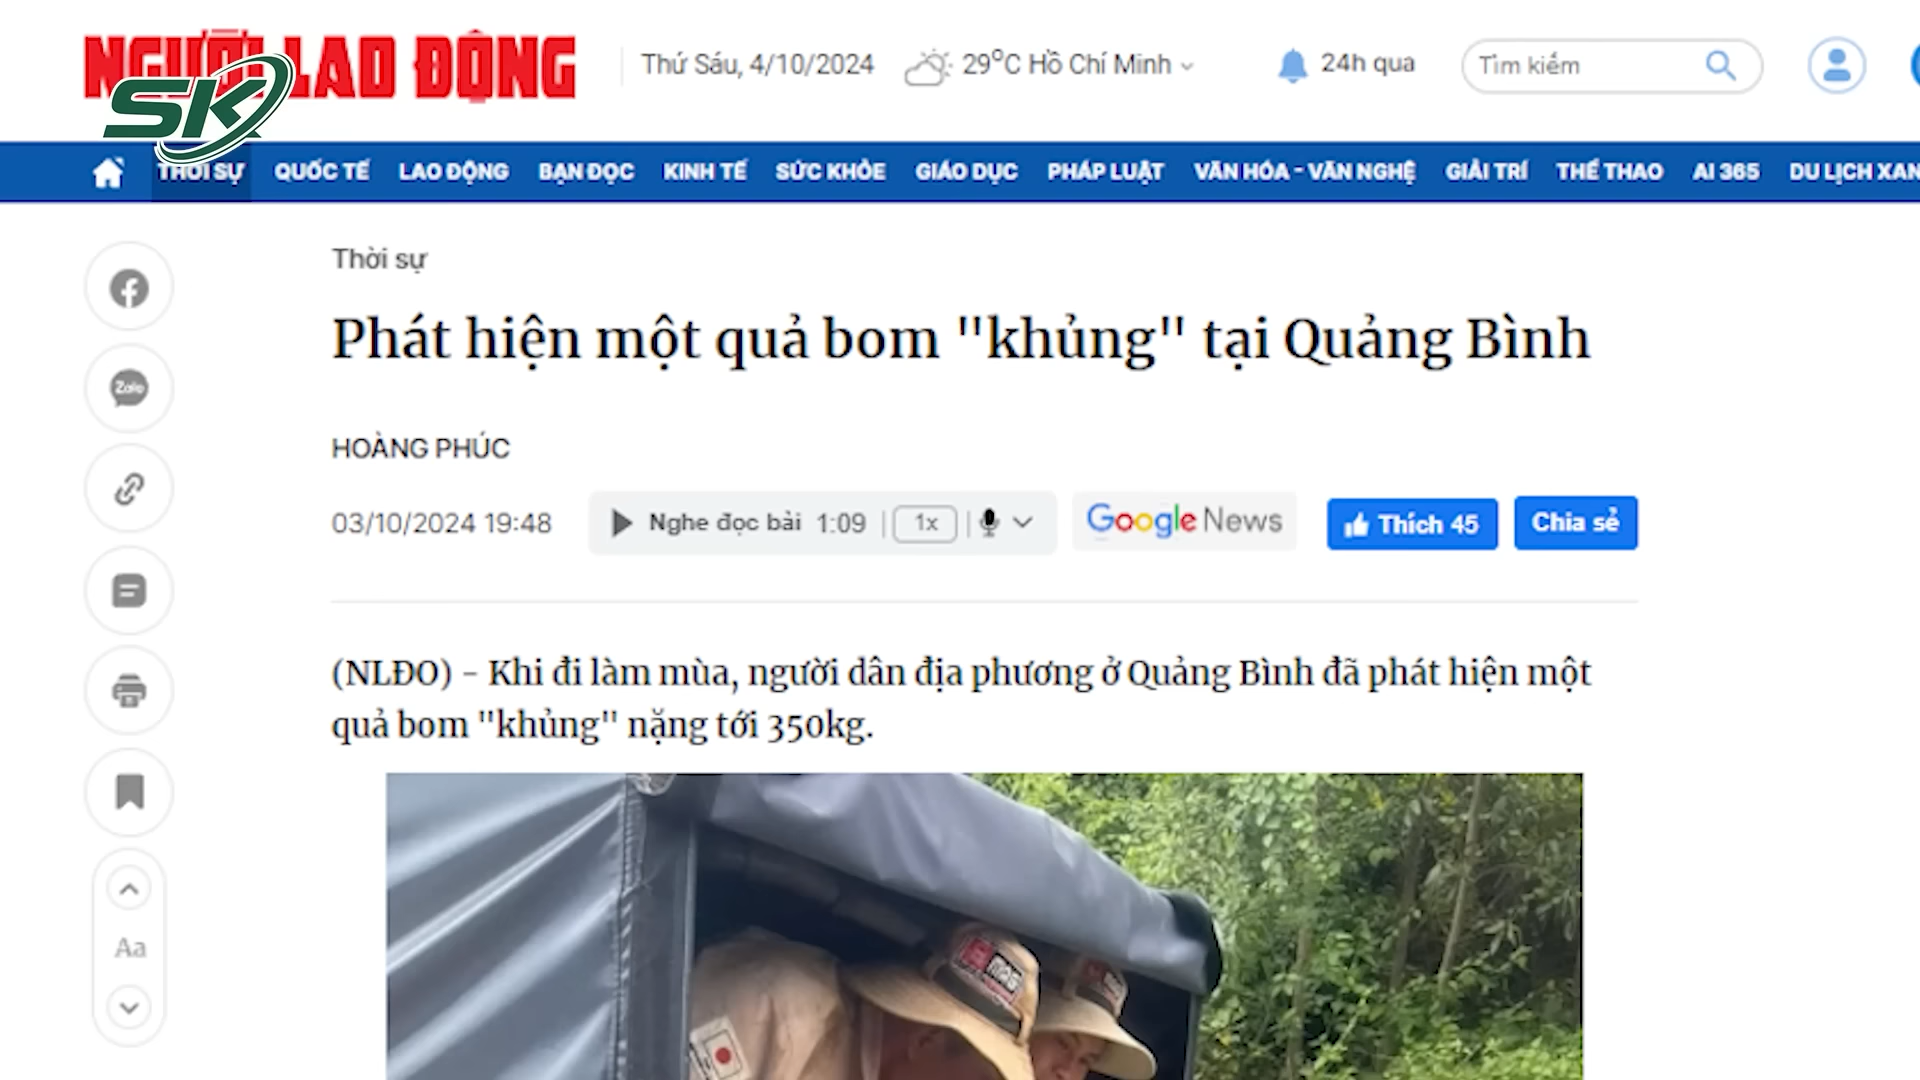 NGƯỜI LAO ĐỘNG
SK
Thứ Sáu, 4/10/2024
29°C Hồ Chí Minh
24h qua
Tìm kiếm
THỜI SỰ QUỐC TẾ LAO ĐỘNG BẠN ĐỌC KINH TẾ SỨC KHỎE GIÁO DỤC PHÁP LUẬT VĂN HÓA - VĂN NGHỆ GIẢI TRÍ THỂ THAO AI 365 DU LỊCH XAN
Thời sự
Phát hiện một quả bom "khủng" tại Quảng Bình
HOÀNG PHÚC
03/10/2024 19:48
Nghe đọc bài 1:09 | 1x |
Google News
Thích 45
Chia sẻ
Zalo
(NLĐO) - Khi đi làm mùa, người dân địa phương ở Quảng Bình đã phát hiện một
quả bom "khủng" nặng tới 350kg.
Aa
MAG